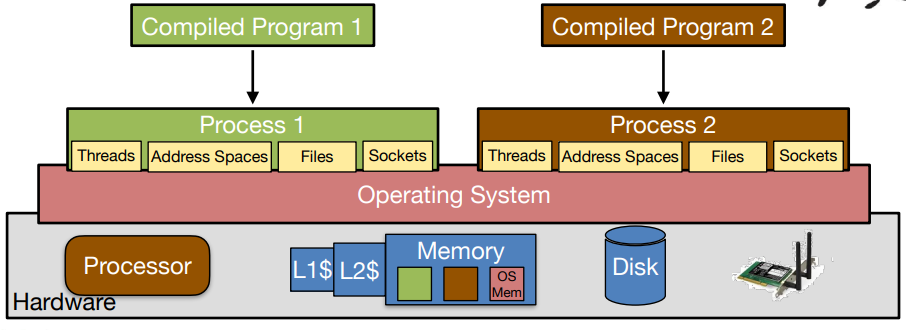 Compiled Program 1
Compiled Program 2
Process 1
Process 2
Threads
Address Spaces
Files
Sockets
Threads
Address Spaces
Files
Sockets
Operating System
Processor
L1$
L2$
Memory
OS
Mem
Disk
Hardware